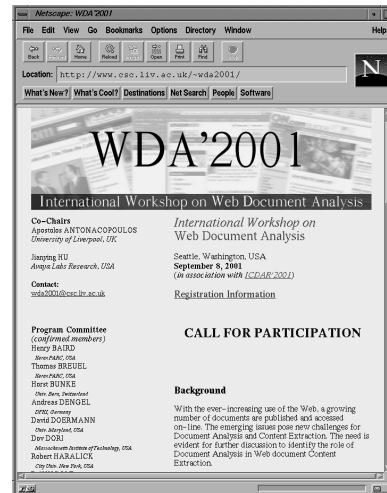 Netscape: WDA'2001
File Edit View Go Bookmarks Options Directory Window Help
Back Home Reload Open Print Find
Location: http://www.csc.liv.ac.uk/~wda2001/
N
What's New? What's Cool? Destinations Net Search People Software
WDA'2001
International Workshop on Web Document Analysis
Co-Chairs
Apostolos ANTONACOPOULOS
University of Liverpool, UK
Jianying HU
Avaya Labs Research, USA
Contact:
wda2001@csc.liv.ac.uk
Program Committee
(confirmed members)
Henry BAIRD
Xerox PARC, USA
Thomas BREUEL
Xerox PARC, USA
Horst BUNKE
Univ. Bern, Switzerland
Andreas DENGEL
DFKI, Germany
David DOERMANN
Univ. Maryland, USA
Dov DORI
Massachusetts Institute of Technology, USA
Robert HARALICK
City Univ. New York, USA
International Workshop on
Web Document Analysis
Seattle, Washington, USA
September 8, 2001
(in association with ICDAR'2001)
Registration Information
CALL FOR PARTICIPATION
Background
With the ever-increasing use of the Web, a growing
number of documents are published and accessed
on-line. The emerging issues pose new challenges for
Document Analysis and Content Extraction. The need is
evident for further discussion to identify the role of
Document Analysis in Web document Content
Extraction.